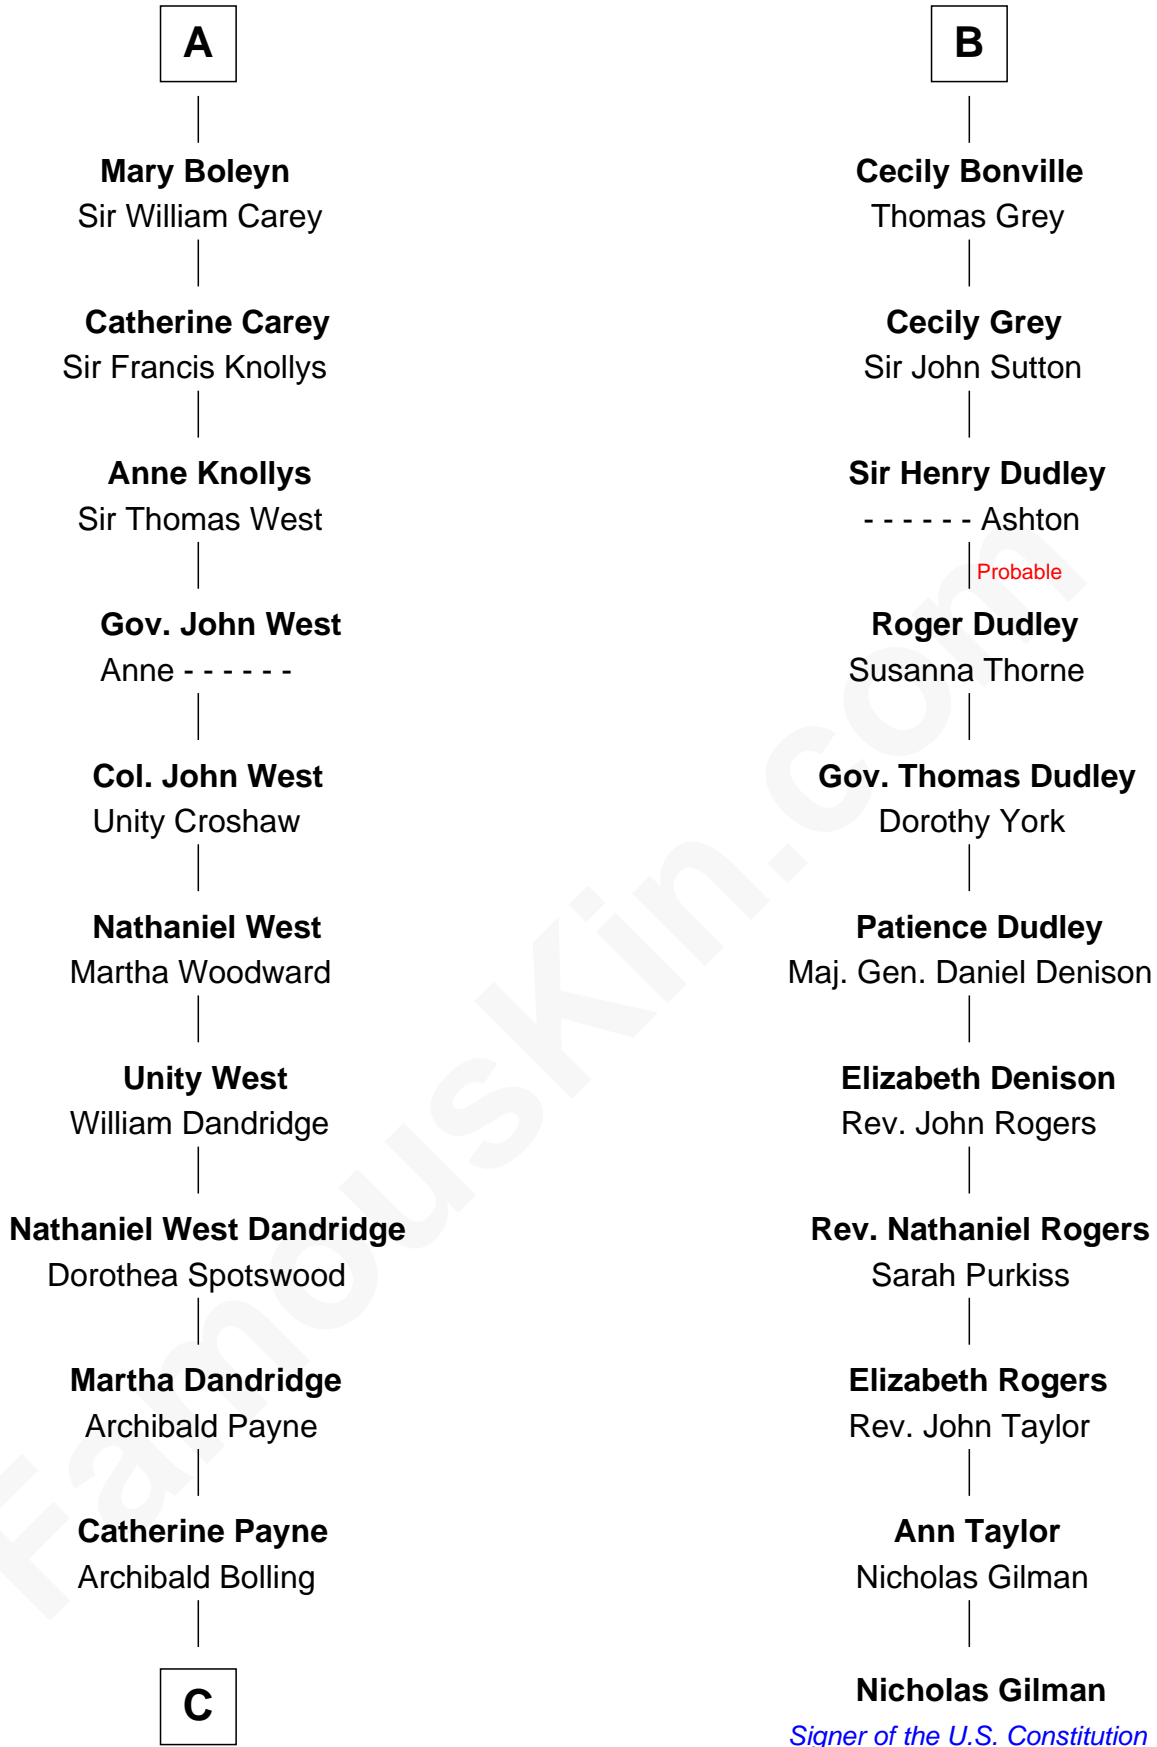 A
Mary Boleyn
Sir William Carey
Catherine Carey
Sir Francis Knollys
Anne Knollys
Sir Thomas West
Gov. John West
Anne - - - - - -
Col. John West
Unity Croshaw
Nathaniel West
Martha Woodward
Unity West
William Dandridge
Nathaniel West Dandridge
Dorothea Spotswood
Martha Dandridge
Archibald Payne
Catherine Payne
Archibald Bolling
C
B
Cecily Bonville
Thomas Grey
Cecily Grey
Sir John Sutton
Sir Henry Dudley
- - - - - - Ashton
Probable
Roger Dudley
Susanna Thorne
Gov. Thomas Dudley
Dorothy York
Patience Dudley
Maj. Gen. Daniel Denison
Elizabeth Denison
Rev. John Rogers
Rev. Nathaniel Rogers
Sarah Purkiss
Elizabeth Rogers
Rev. John Taylor
Ann Taylor
Nicholas Gilman
Nicholas Gilman
Signer of the U.S. Constitution
FamousKin.com